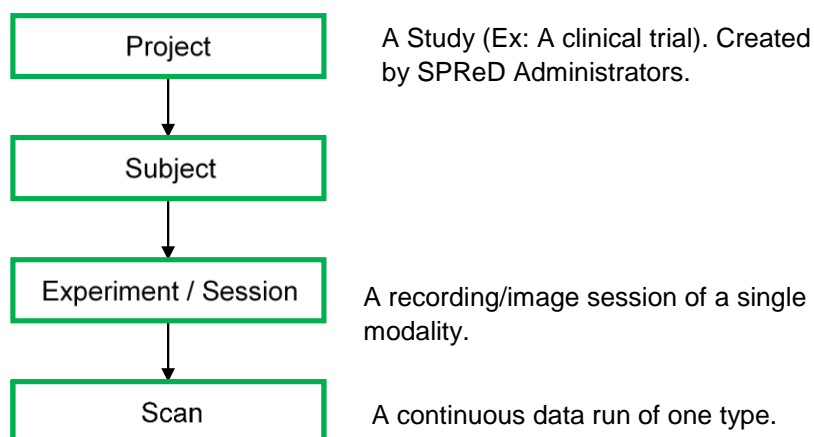 Project
A Study (Ex: A clinical trial). Created
by SPReD Administrators.
Subject
Experiment / Session
A recording/image session of a single
modality.
Scan
A continuous data run of one type.